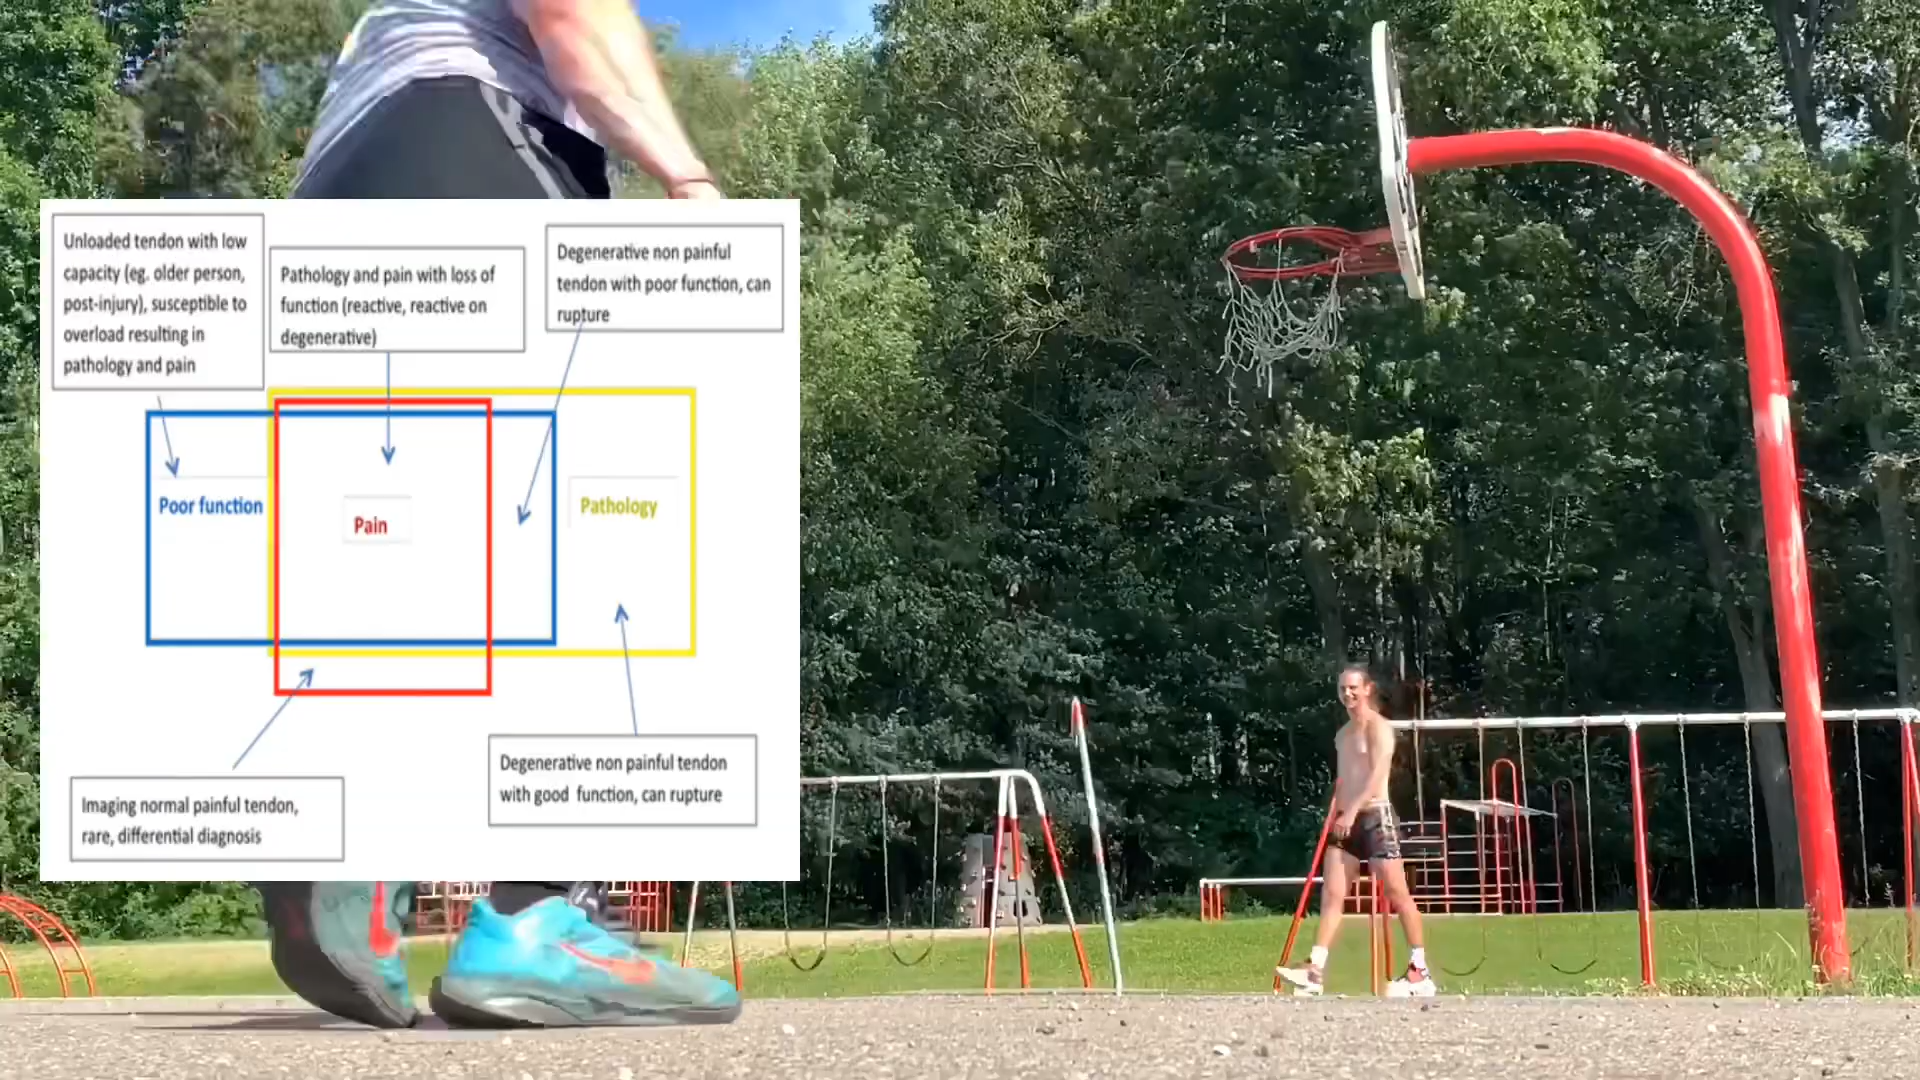 Unloaded tendon with low
capacity (eg. older person,
post-injury), susceptible to
overload resulting in
pathology and pain
Pathology and pain with loss of
function (reactive, reactive on
degenerative)
Degenerative non painful
tendon with poor function, can
rupture
Poor function
Pain
Pathology
Imaging normal painful tendon,
rare, differential diagnosis
Degenerative non painful tendon
with good function, can rupture